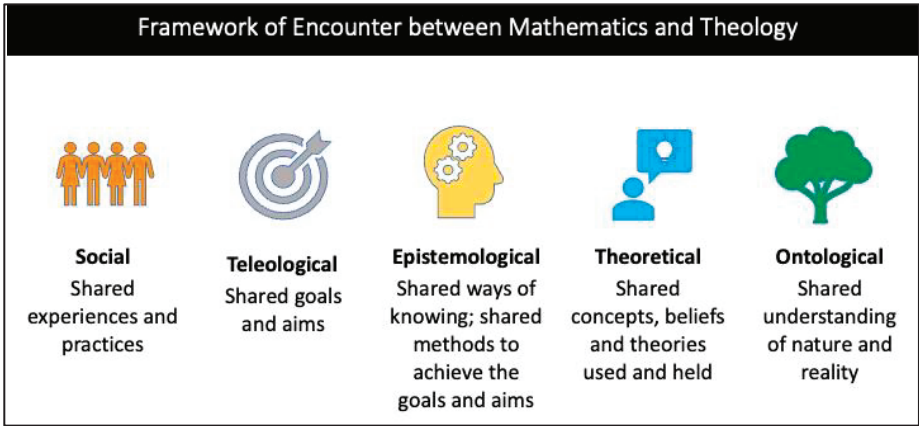 Framework of Encounter between Mathematics and Theology
Social
Shared
experiences and
practices
Teleological
Shared goals
and aims
Epistemological
Shared ways of
knowing; shared
methods to
achieve the
goals and aims
Theoretical
Shared
concepts, beliefs
and theories
used and held
Ontological
Shared
understanding
of nature and
reality